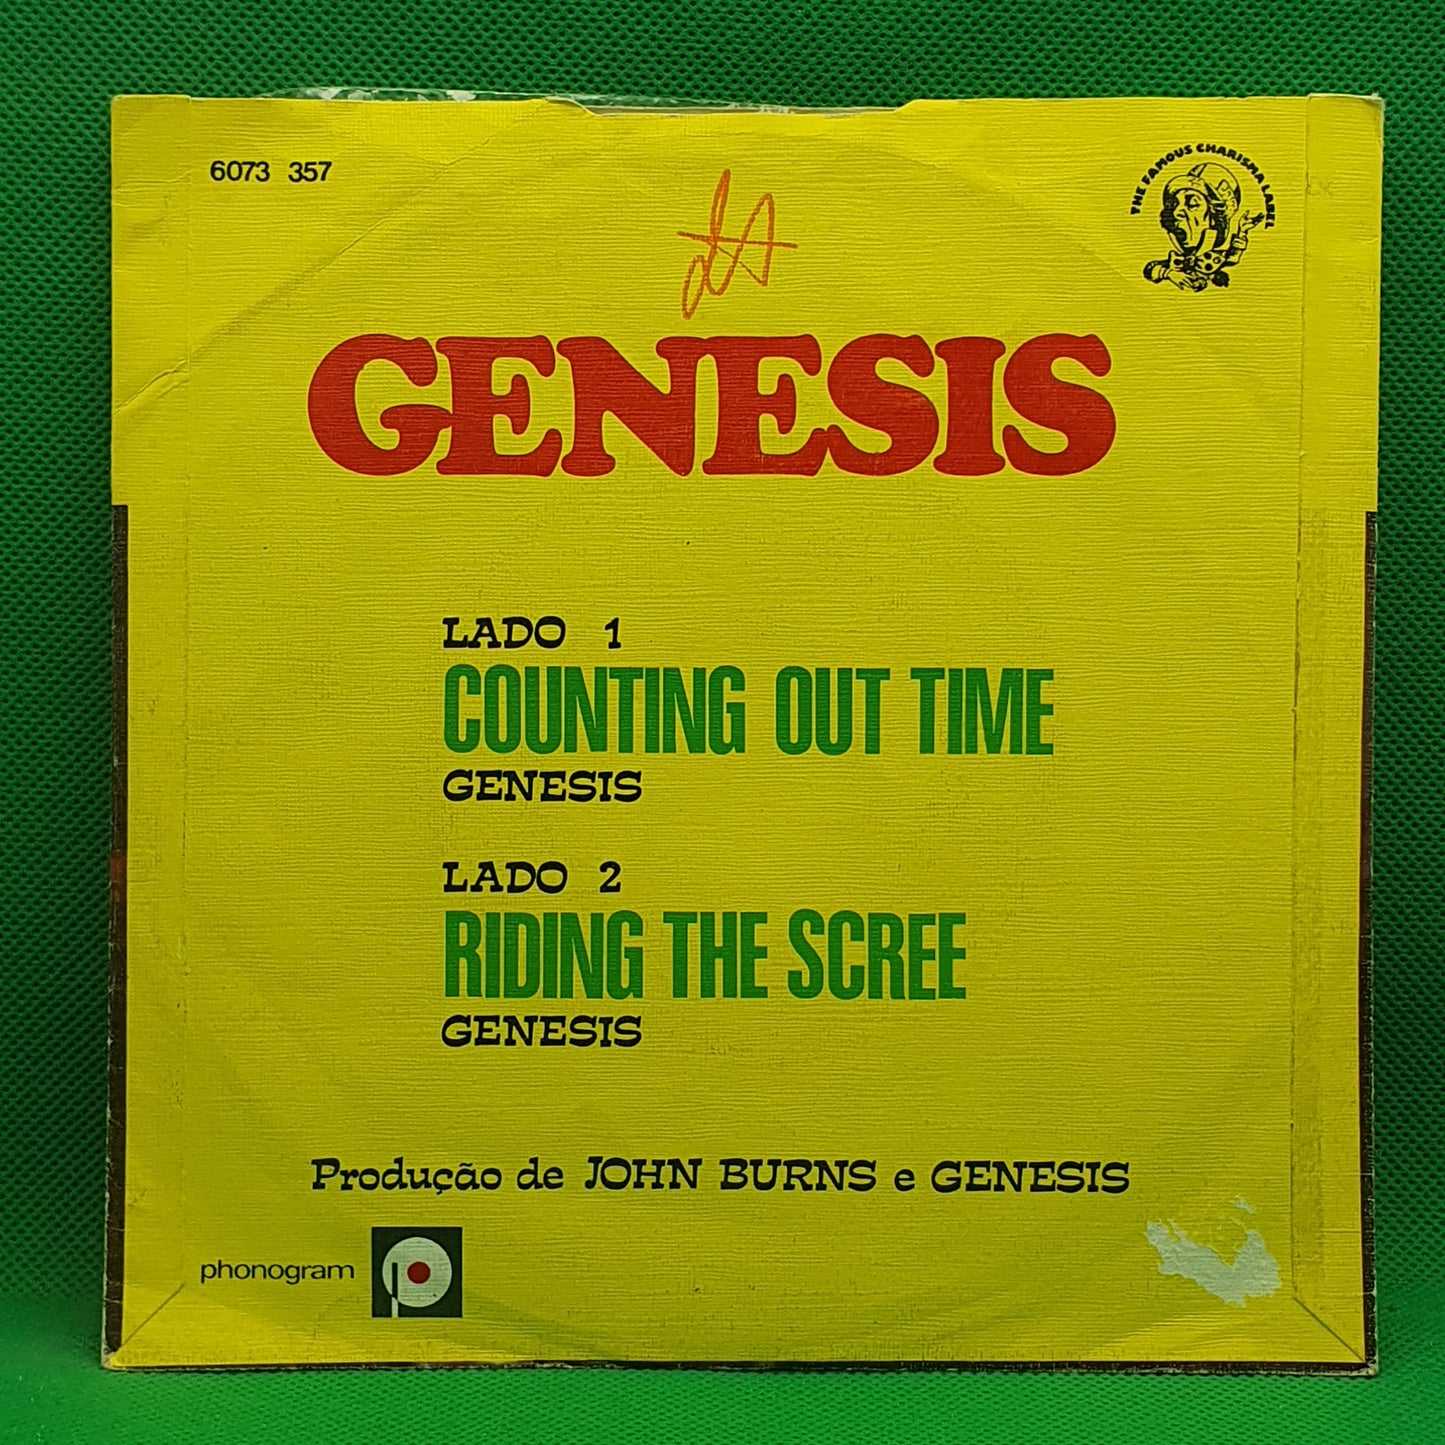 6073 357
THE FAMOUS CHARISMA LABEL
GENESIS
LADO 1
COUNTING OUT TIME
GENESIS
LADO 2
RIDING THE SCREE
GENESIS
Produção de JOHN BURNS e GENESIS
phonogram